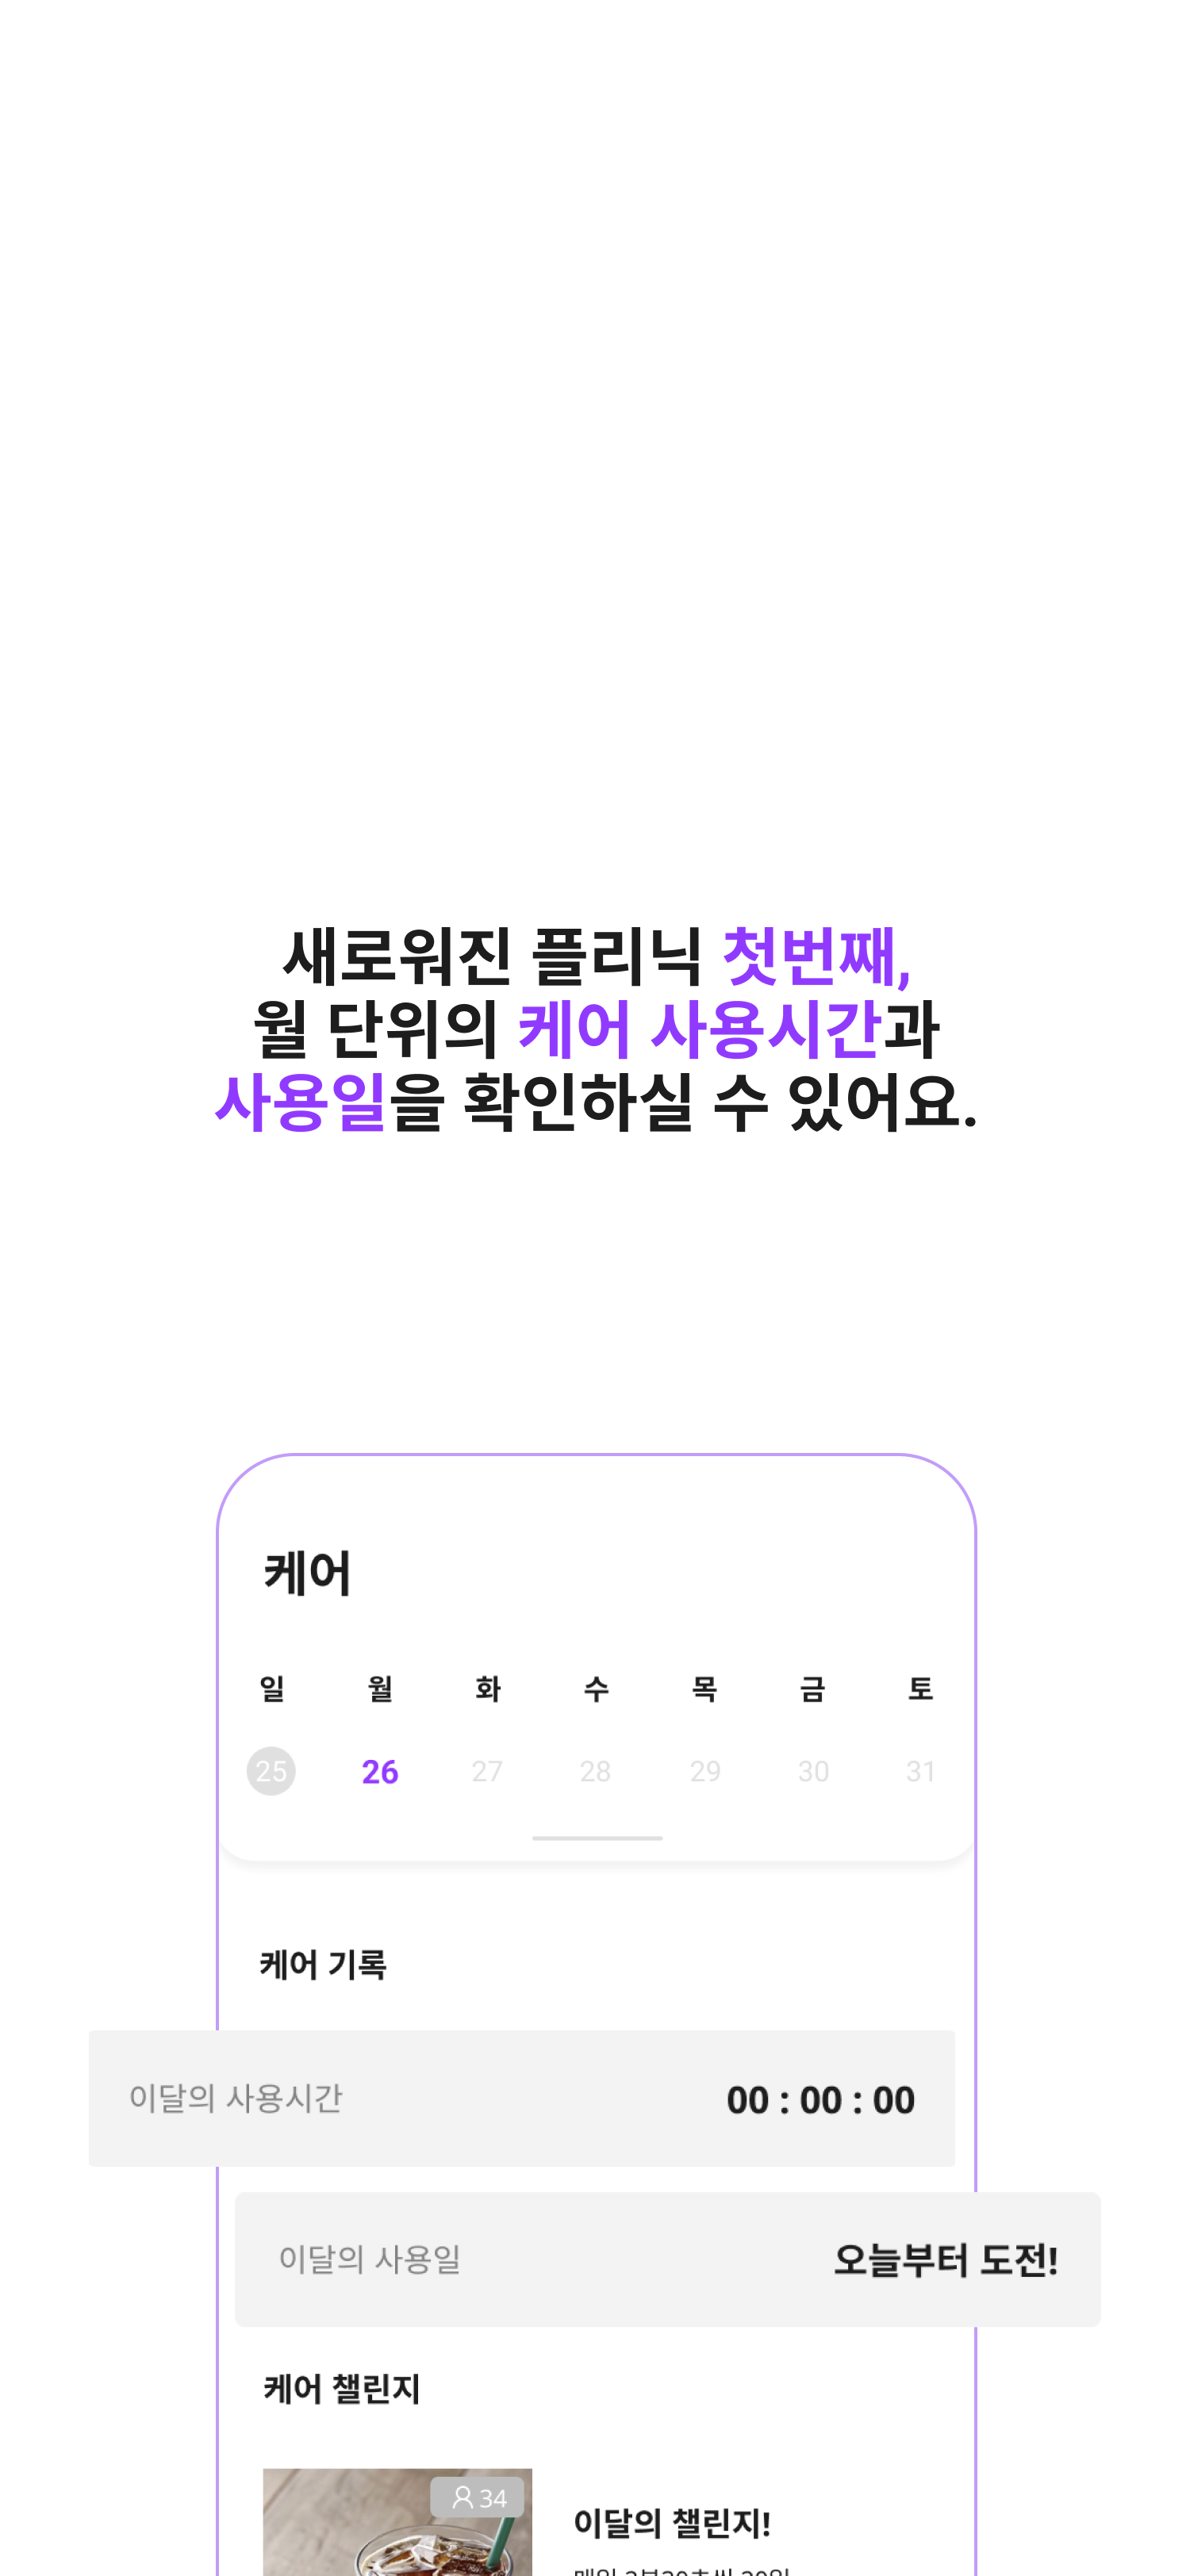 새로워진 플리닉 첫번째,
월 단위의 케어 사용시간과
사용일을 확인하실 수 있어요.
케어
일 월 화 수 목 금 토
25 26 27 28 29 30 31
케어 기록
이달의 사용시간 00 : 00 : 00
이달의 사용일 오늘부터 도전!
케어 챌린지
34
이달의 챌린지!